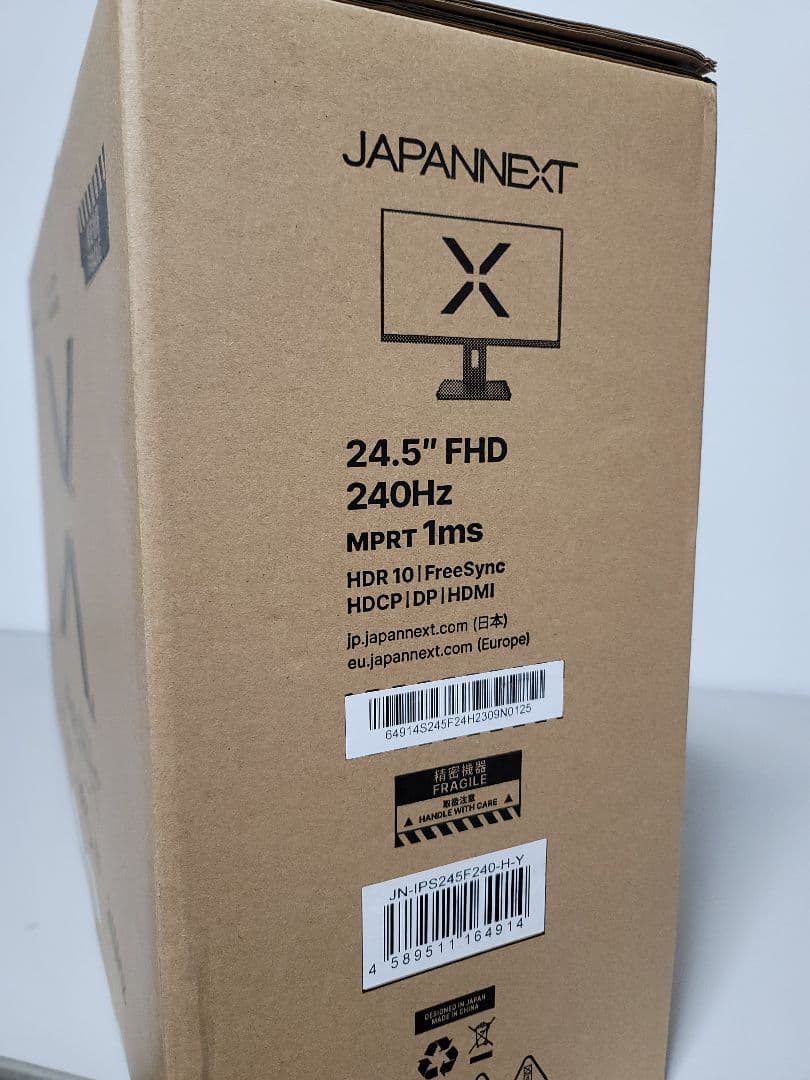 JAPANNEXT
24.5" FHD
240Hz
MPRT 1ms
HDR 10 | FreeSync
HDCP | DP | HDMI
jp.japannext.com (日本)
eu.japannext.com (Europe)
64914S245F24H2309N0125
精密機器
FRAGILE
取扱注意
HANDLE WITH CARE
JN-IPS245F240-H-Y
4 589511 164914
DESIGNED IN JAPAN
MADE IN CHINA